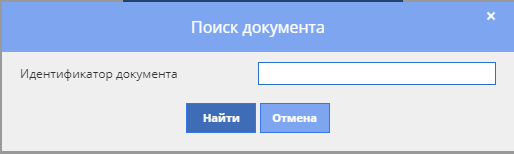 Поиск документа
×
Идентификатор документа
Найти Отмена